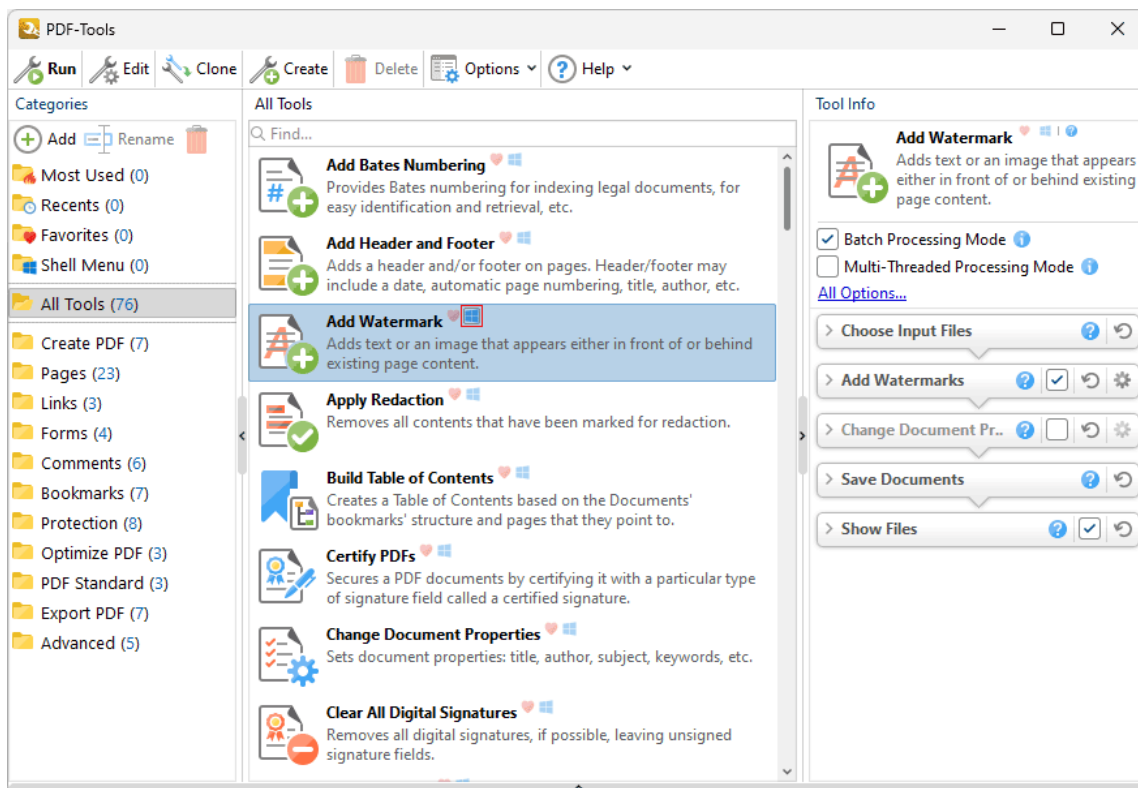 PDF-Tools
Run Edit Clone Create Delete Options Help
Categories
Add Rename
Most Used (0)
Recents (0)
Favorites (0)
Shell Menu (0)
All Tools (76)
Create PDF (7)
Pages (23)
Links (3)
Forms (4)
Comments (6)
Bookmarks (7)
Protection (8)
Optimize PDF (3)
PDF Standard (3)
Export PDF (7)
Advanced (5)
All Tools
Find...
Add Bates Numbering
Provides Bates numbering for indexing legal documents, for
easy identification and retrieval, etc.
Add Header and Footer
Adds a header and/or footer on pages. Header/footer may
include a date, automatic page numbering, title, author, etc.
Add Watermark
Adds text or an image that appears either in front of or behind
existing page content.
Apply Redaction
Removes all contents that have been marked for redaction.
Build Table of Contents
Creates a Table of Contents based on the Documents'
bookmarks' structure and pages that they point to.
Certify PDFs
Secures a PDF documents by certifying it with a particular type
of signature field called a certified signature.
Change Document Properties
Sets document properties: title, author, subject, keywords, etc.
Clear All Digital Signatures
Removes all digital signatures, if possible, leaving unsigned
signature fields.
Tool Info
Add Watermark
Adds text or an image that appears
either in front of or behind existing
page content.
Batch Processing Mode
Multi-Threaded Processing Mode
All Options...
Choose Input Files
Add Watermarks
Change Document Pr..
Save Documents
Show Files